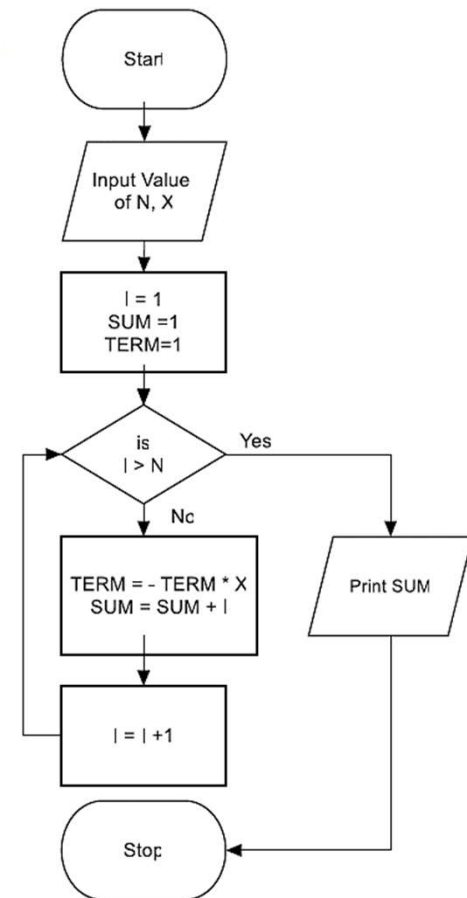 Start
Input Value
of N, X
I = 1
SUM =1
TERM=1
is
I > N
Yes
No
TERM = - TERM * X
SUM = SUM + I
Print SUM
I = I +1
Stop